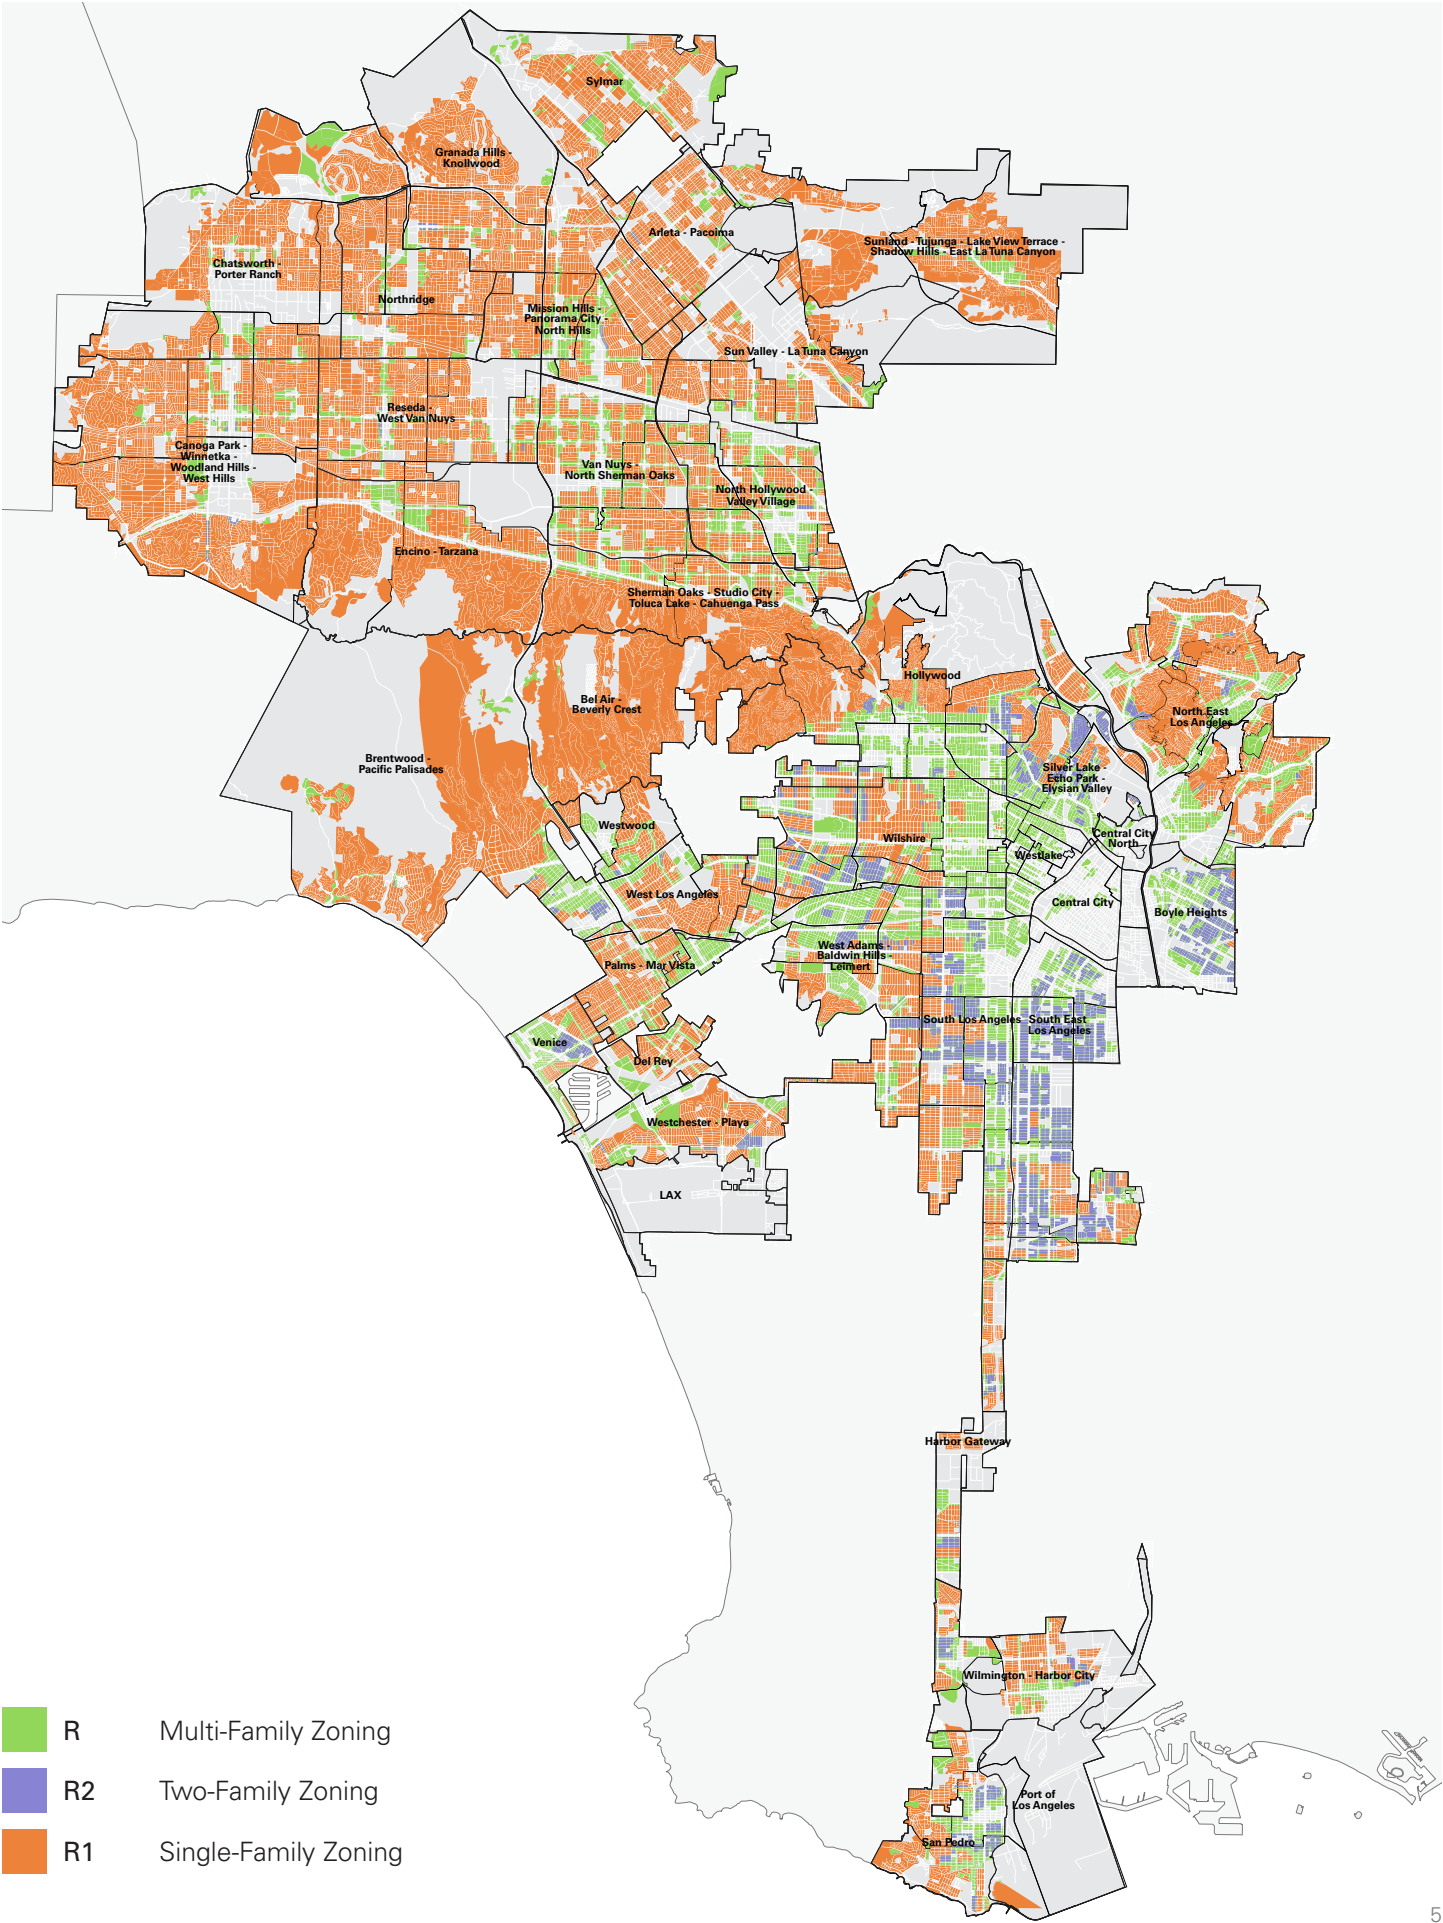 Sylmar
Granada Hills -
Knollwood
Arleta - Pacoima
Sunland - Tujunga - Lake View Terrace -
Shadow Hills - East La Tuna Canyon
Chatsworth -
Porter Ranch
Northridge
Mission Hills -
Panorama City -
North Hills
Sun Valley - La Tuna Canyon
Reseda -
West Van Nuys
Canoga Park -
Winnetka -
Woodland Hills -
West Hills
Van Nuys -
North Sherman Oaks
North Hollywood -
Valley Village
Encino - Tarzana
Sherman Oaks - Studio City -
Toluca Lake - Cahuenga Pass
Hollywood
Bel Air -
Beverly Crest
North East
Los Angeles
Brentwood -
Pacific Palisades
Silver Lake -
Echo Park -
Elysian Valley
Westwood
Wilshire
Central City
North
Westlake
West Los Angeles
Central City
Boyle Heights
West Adams -
Baldwin Hills -
Leimert
Palms - Mar Vista
South Los Angeles
South East
Los Angeles
Venice
Del Rey
Westchester - Playa
LAX
Harbor Gateway
Wilmington - Harbor City
Port of
Los Angeles
San Pedro
R Multi-Family Zoning
R2 Two-Family Zoning
R1 Single-Family Zoning
5